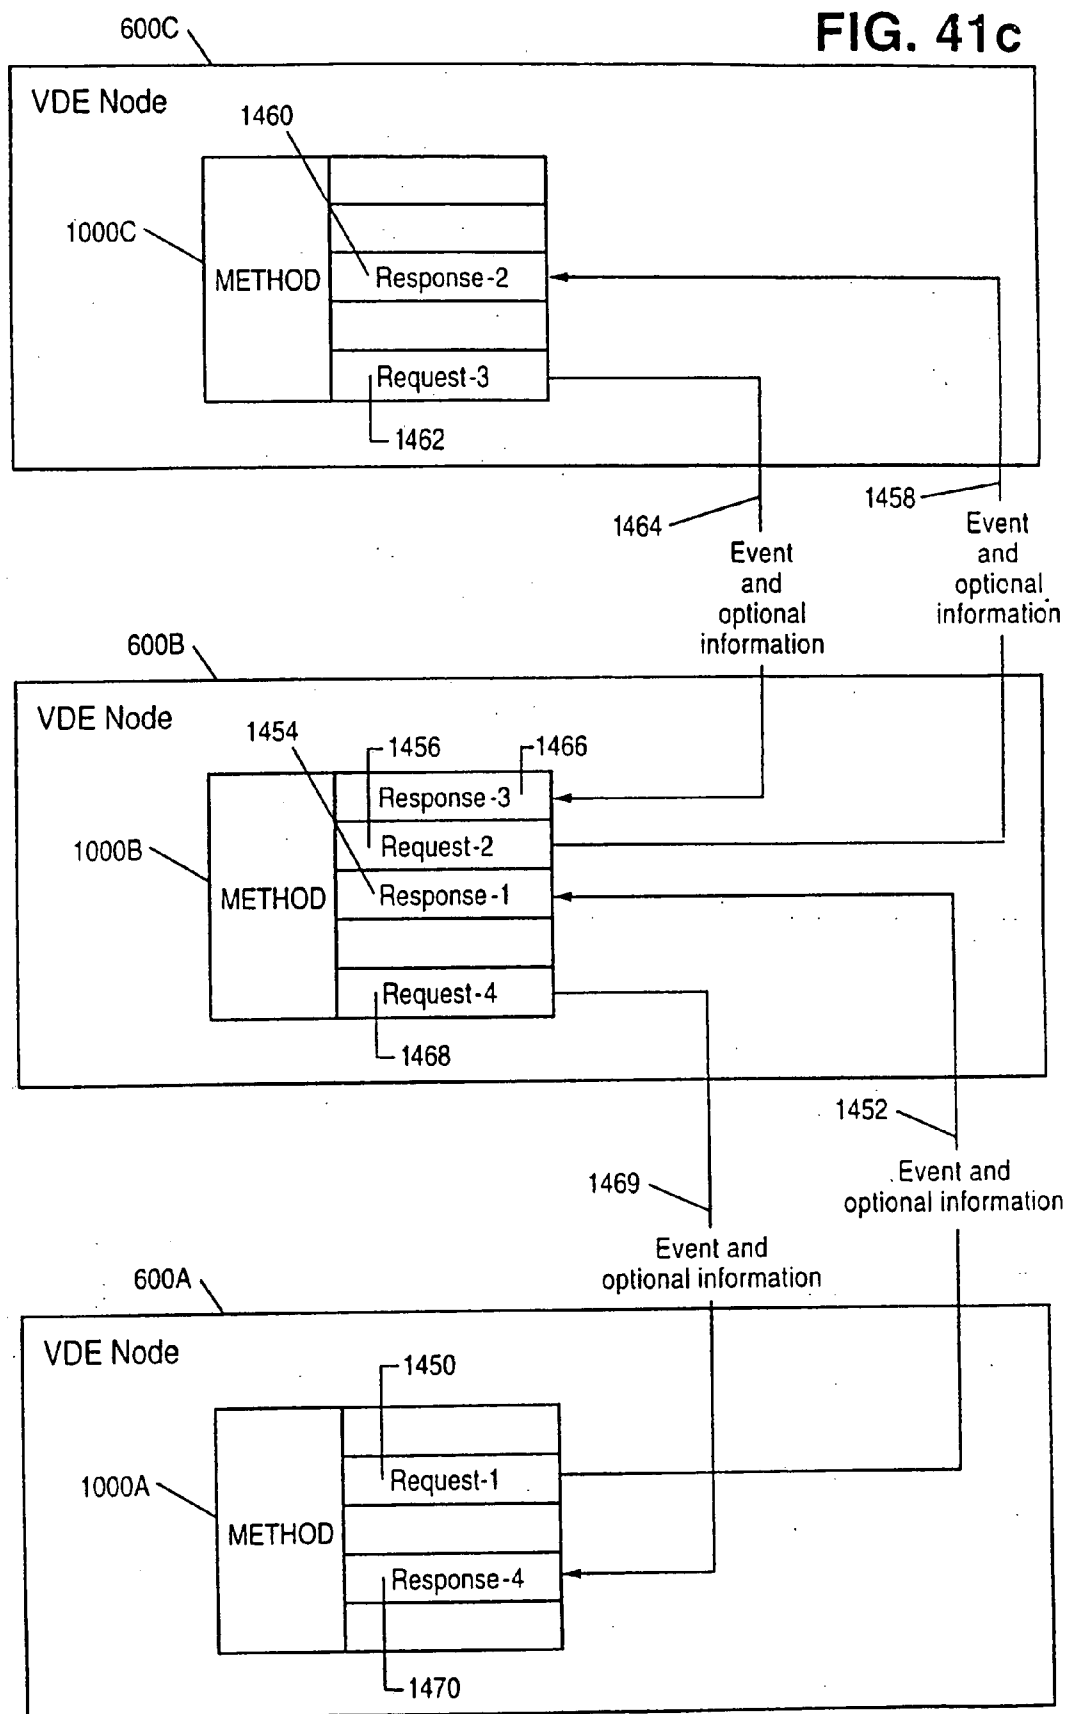 FIG. 41c
600C
VDE Node
1460
1000C
METHOD
Response-2
Request-3
1462
1464
1458
Event
and
optional
information
Event
and
optional
information
600B
VDE Node
1454
1456
1466
1000B
METHOD
Response-3
Request-2
Response-1
Request-4
1468
1452
Event and
optional information
1469
Event and
optional information
600A
VDE Node
1450
1000A
METHOD
Request-1
Response-4
1470